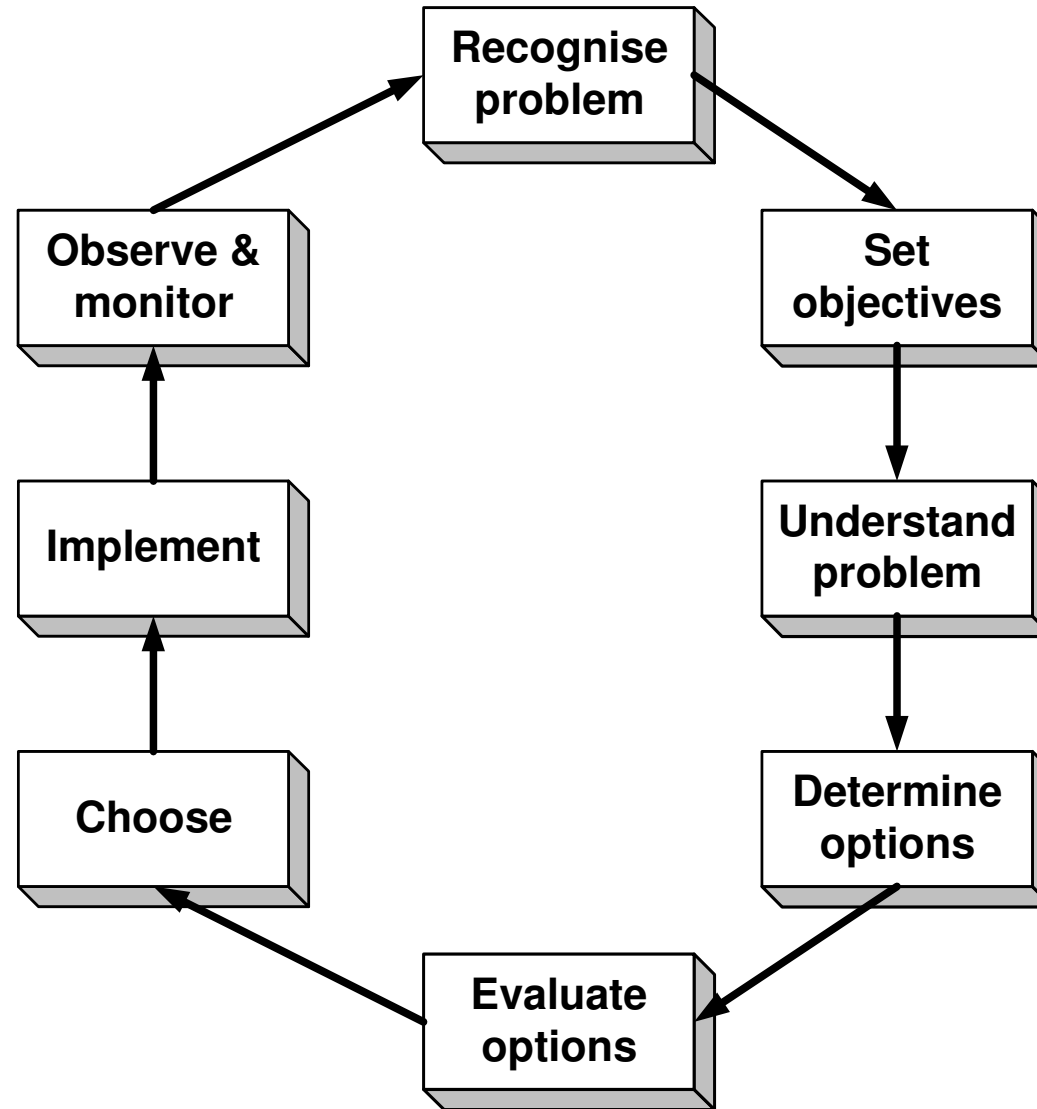 Recognise
problem
Set
objectives
Understand
problem
Determine
options
Evaluate
options
Choose
Implement
Observe &
monitor